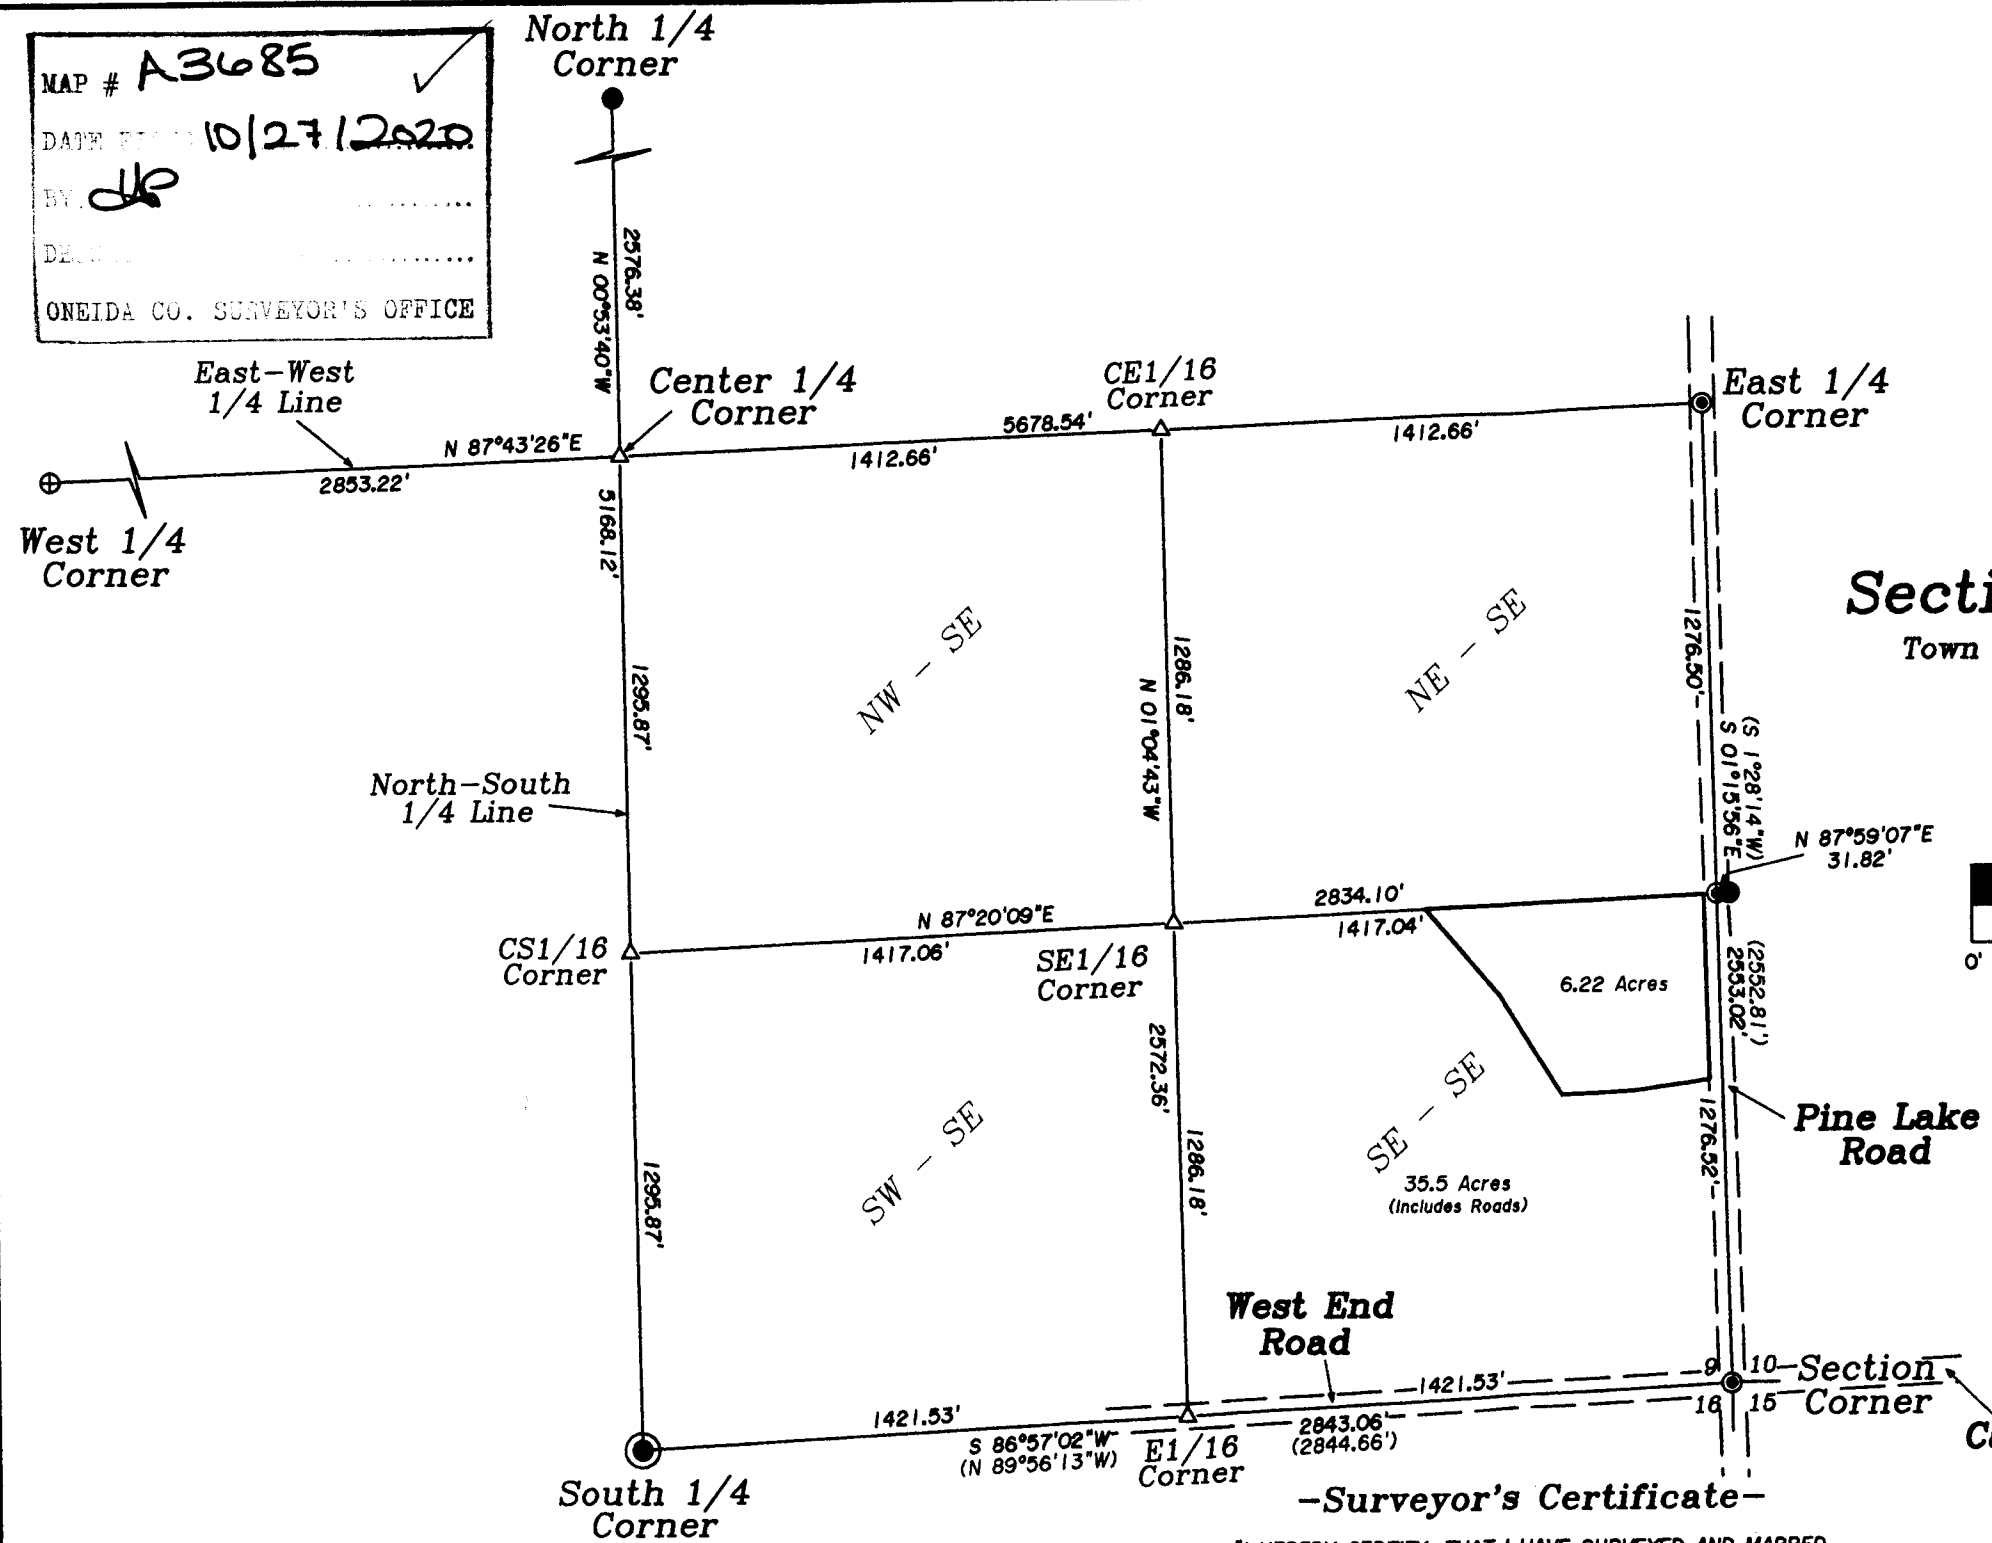 MAP # A3685
DATE 10/27/2020
BY.
ONEIDA CO. SURVEYOR'S OFFICE
North 1/4
Corner
2576.38'
N 00°53'40"W
East-West
1/4 Line
Center 1/4
Corner
CE1/16
Corner
East 1/4
Corner
N 87°43'26"E
2853.22'
5678.54'
1412.66'
1412.66'
West 1/4
Corner
5168.12'
1295.87'
NW - SE
1286.18'
N 01°04'43"W
NE - SE
1276.50'
Secti
Town
(S 1°28'14"W)
S 01°15'56"E
North-South
1/4 Line
N 87°59'07"E
31.82'
CS1/16
Corner
N 87°20'09"E
1417.06'
SE1/16
Corner
2834.10'
1417.04'
6.22 Acres
(2552.81')
2553.02'
0'
2572.36'
1286.18'
1295.87'
SW - SE
SE - SE
35.5 Acres
(Includes Roads)
1276.52'
Pine Lake
Road
West End
Road
1421.53'
1421.53'
2843.06'
(2844.66')
S 86°57'02"W
(N 89°56'13"W)
E1/16
Corner
9 10
16 15
Section
Corner
South 1/4
Corner
-Surveyor's Certificate-
"I HEREBY CERTIFY THAT I HAVE SURVEYED AND MAPPED